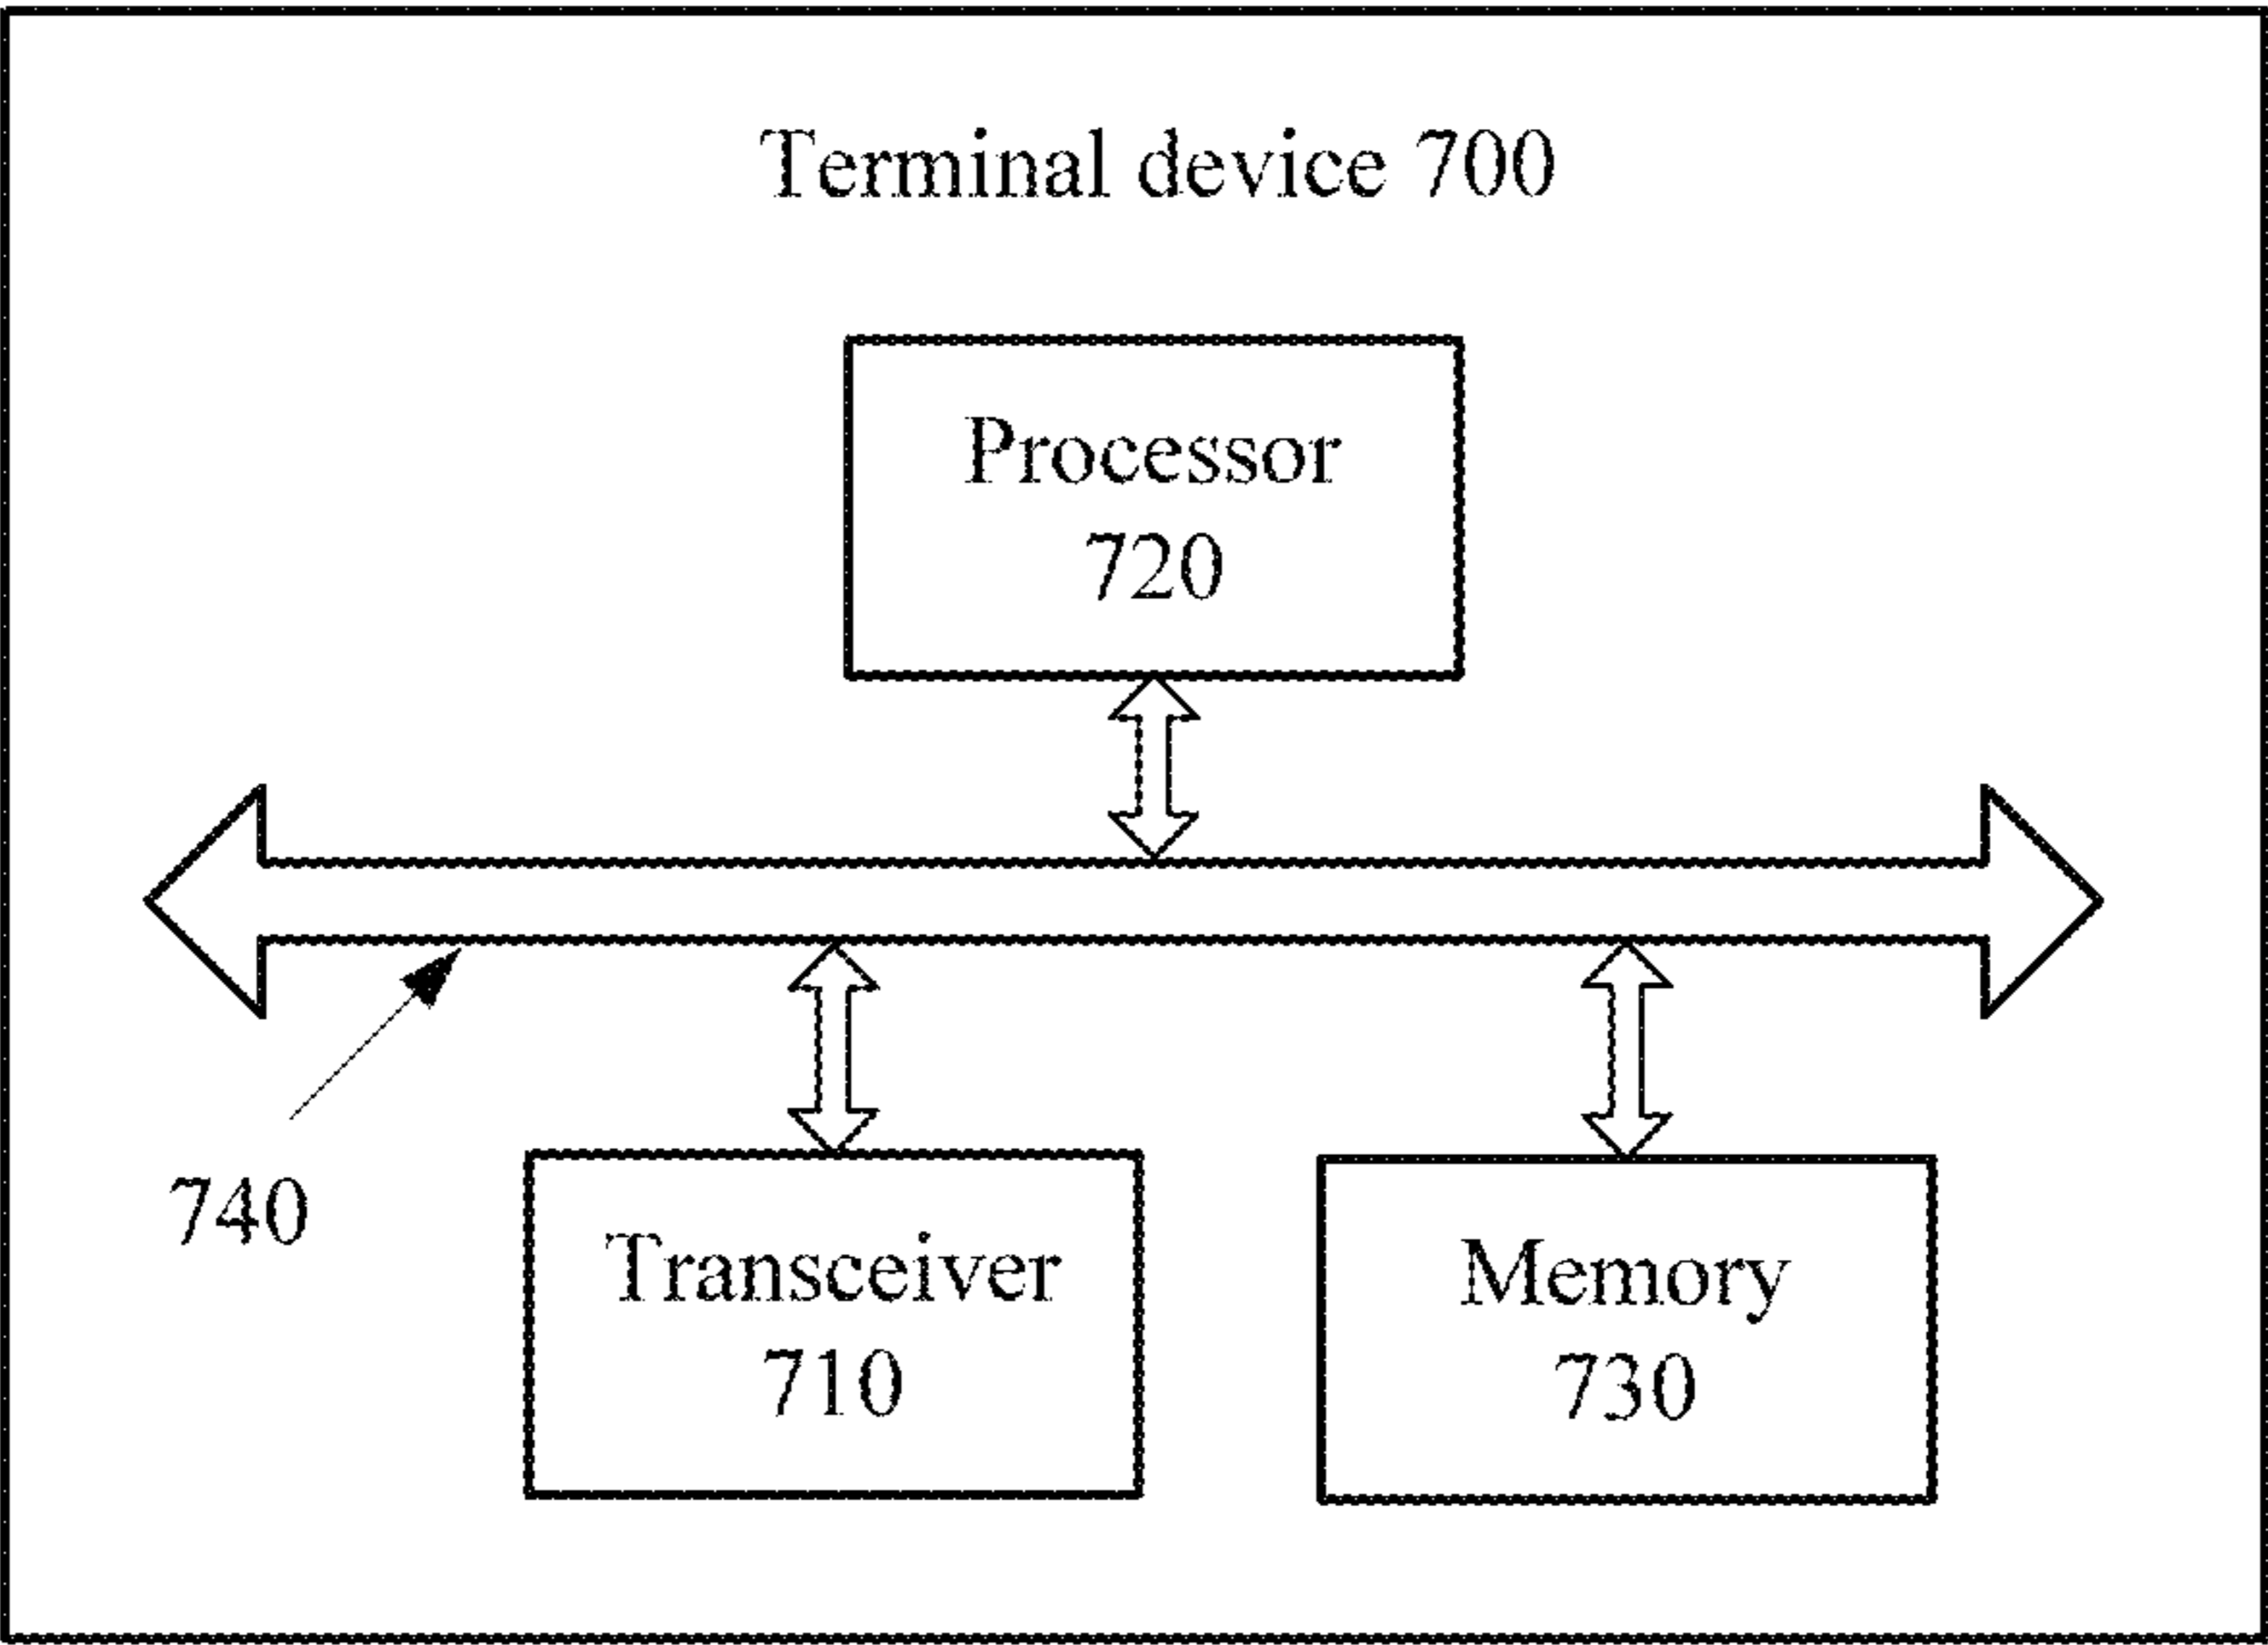 Terminal device 700
Processor
720
740
Transceiver
710
Memory
730